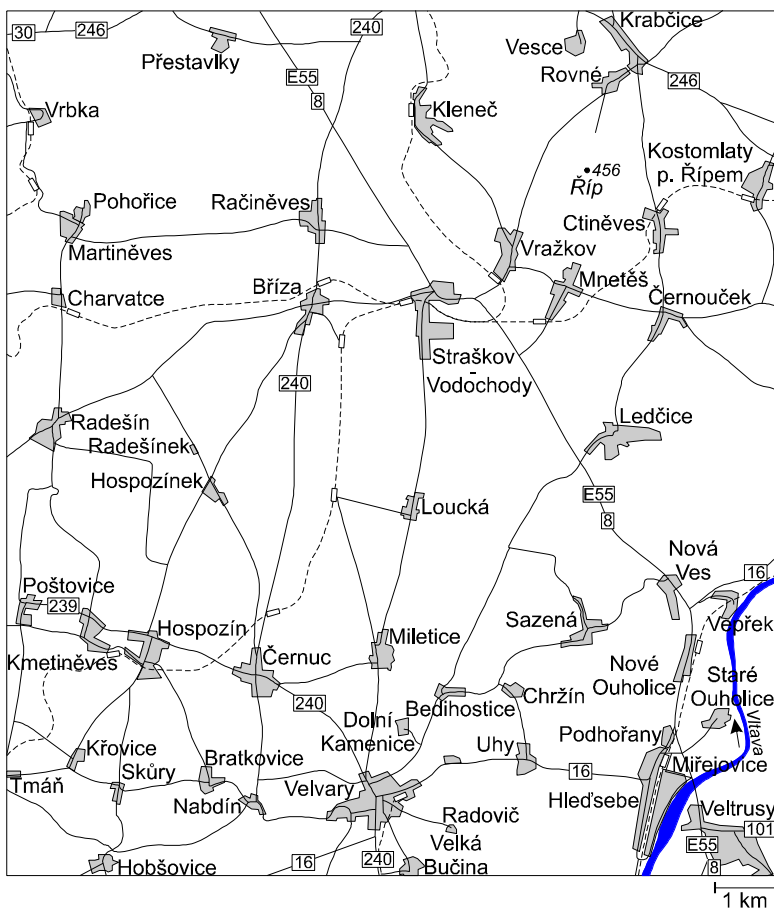 Krabčice
30
246
240
Přestavlky
Vesce
Rovné
E55
8
246
Kleneč
Vrbka
456
Říp
Kostomlaty
p. Řípem
Pohořice
Račiněves
Ctiněves
Martiněves
Vražkov
Mnetěš
Bříza
Charvatce
Černouček
Straškov
-
Vodochody
240
Ledčice
Radešín
Radešínek
Hospozínek
E55
8
Loucká
Nová
Ves
16
Poštovice
239
Sazená
Vepřek
Hospozín
Miletice
Kmetiněves
Černuc
Nové
Ouholice
Staré
Ouholice
Vltava
240
Bedihostice
Chržín
Dolní
Kamenice
Podhořany
Křovice
Bratkovice
Uhy
Tmáň
Skůry
Velvary
16
Miřejovice
Nabdín
Hleďsebe
Radovič
Veltrusy
101
Velká
Bučina
Hobšovice
16
240
E55
8
1 km